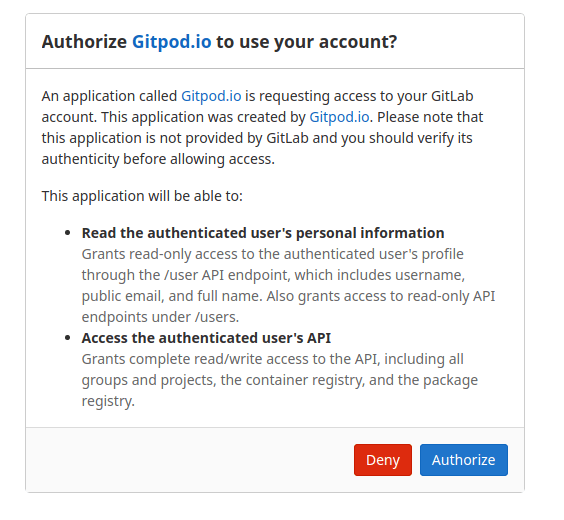 Authorize Gitpod.io to use your account?
An application called Gitpod.io is requesting access to your GitLab
account. This application was created by Gitpod.io. Please note that
this application is not provided by GitLab and you should verify its
authenticity before allowing access.
This application will be able to:
• Read the authenticated user's personal information
Grants read-only access to the authenticated user's profile
through the /user API endpoint, which includes username,
public email, and full name. Also grants access to read-only API
endpoints under /users.
• Access the authenticated user's API
Grants complete read/write access to the API, including all
groups and projects, the container registry, and the package
registry.
Deny Authorize